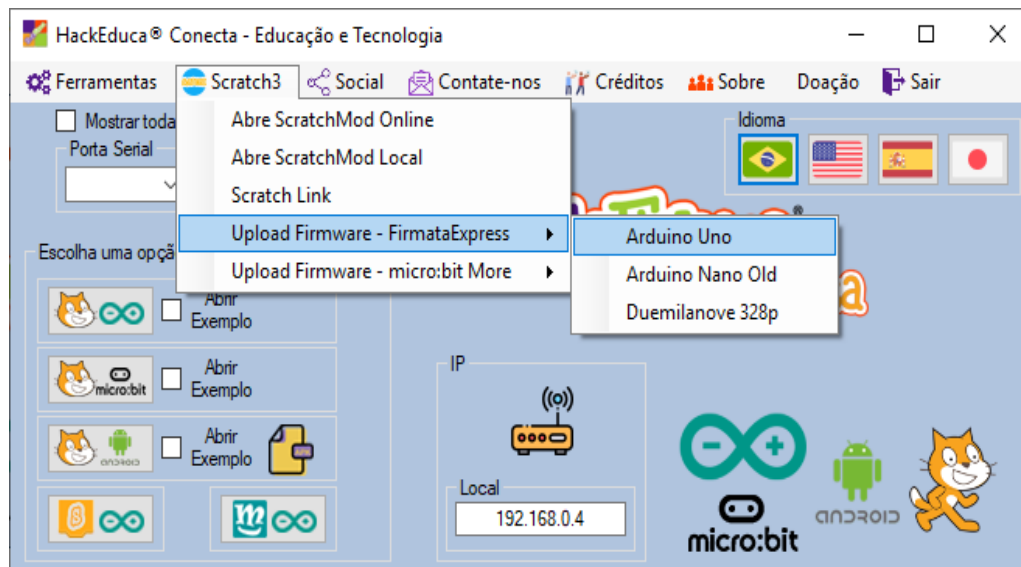 HackEduca® Conecta - Educação e Tecnologia
Ferramentas Scratch3 Social Contate-nos Créditos Sobre Doação Sair
Mostrar toda
Porta Serial
Abre ScratchMod Online
Abre ScratchMod Local
Scratch Link
Upload Firmware - FirmataExpress
Upload Firmware - micro:bit More
Arduino Uno
Arduino Nano Old
Duemilanove 328p
Idioma
Escolha uma opçã
Abrir
Exemplo
micro:bit
Abrir
Exemplo
ANDROID
Abrir
Exemplo
IP
Local
192.168.0.4
micro:bit
ANDROID